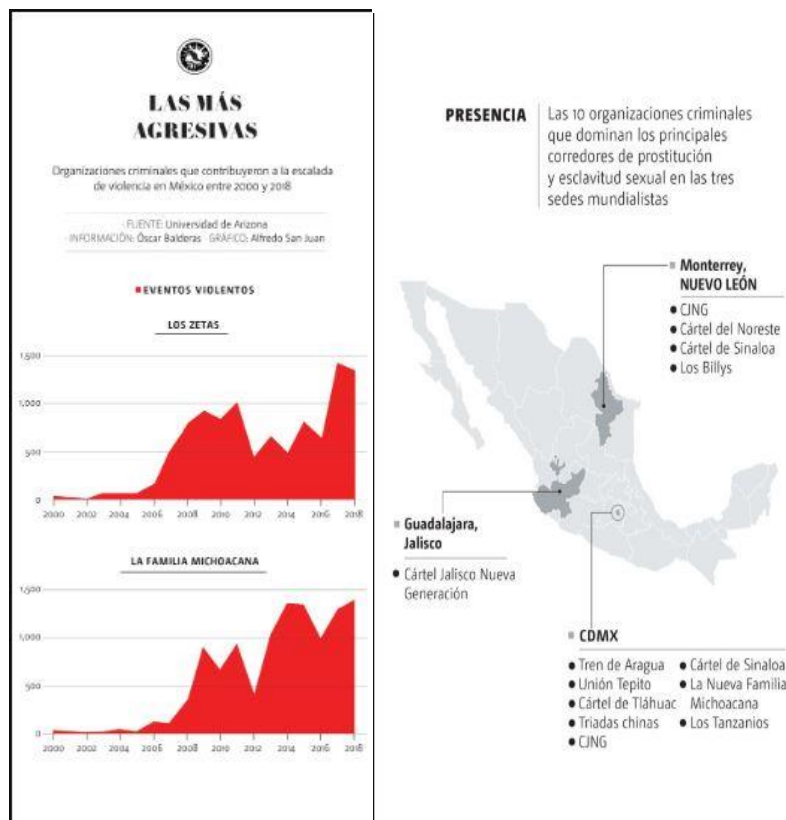 LAS MÁS
AGRESIVAS
Organizaciones criminales que contribuyeron a la escalada
de violencia en México entre 2000 y 2018
FUENTE: Universidad de Arizona
INFORMACIÓN: Óscar Balderas GRÁFICO: Alfredo San Juan
EVENTOS VIOLENTOS
LOS ZETAS
1,500
1,000
500
0
2000 2002 2004 2006 2008 2010 2012 2014 2016 2018
LA FAMILIA MICHOACANA
1,500
1,000
500
0
2000 2002 2004 2006 2008 2010 2012 2014 2016 2018
PRESENCIA
Las 10 organizaciones criminales
que dominan los principales
corredores de prostitución
y esclavitud sexual en las tres
sedes mundialistas
Monterrey,
NUEVO LEÓN
CJNG
Cártel del Noreste
Cártel de Sinaloa
Los Billys
Guadalajara,
Jalisco
Cártel Jalisco Nueva
Generación
CDMX
Tren de Aragua
Unión Tepito
Cártel de Tláhuac
Triadas chinas
CJNG
Cártel de Sinaloa
La Nueva Familia
Michoacana
Los Tanzanios